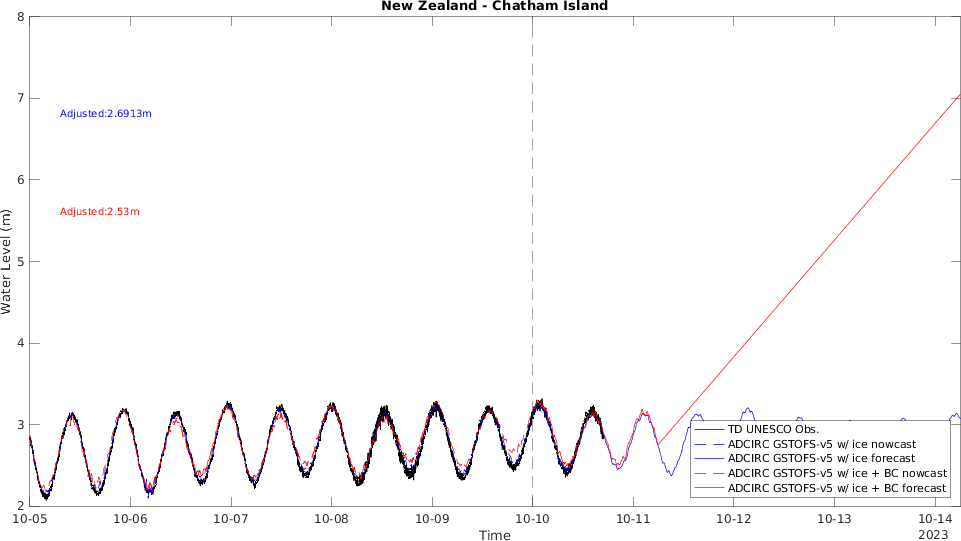 New Zealand - Chatham Island
8
7
6
5
4
3
2
Water Level (m)
Adjusted:2.6913m
Adjusted:2.53m
TD UNESCO Obs.
ADCIRC GSTOFS-v5 w/ ice nowcast
ADCIRC GSTOFS-v5 w/ ice forecast
ADCIRC GSTOFS-v5 w/ ice + BC nowcast
ADCIRC GSTOFS-v5 w/ ice + BC forecast
10-05 10-06 10-07 10-08 10-09 10-10 10-11 10-12 10-13 10-14
Time
2023